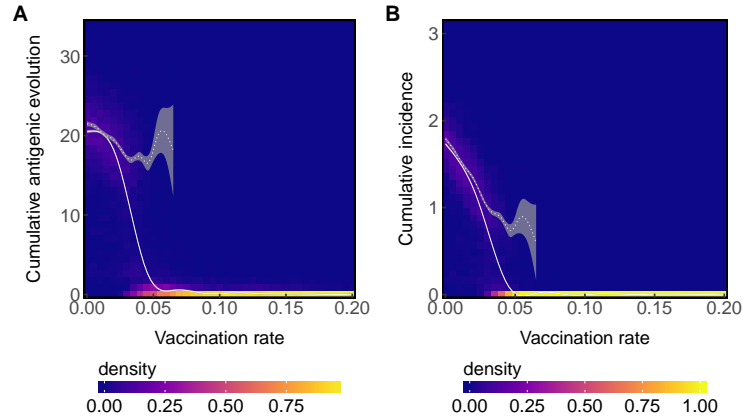 A
Cumulative antigenic evolution
30
20
10
0
0.00 0.05 0.10 0.15 0.20
Vaccination rate
density
0.00 0.25 0.50 0.75
B
Cumulative incidence
3
2
1
0
0.00 0.05 0.10 0.15 0.20
Vaccination rate
density
0.00 0.25 0.50 0.75 1.00